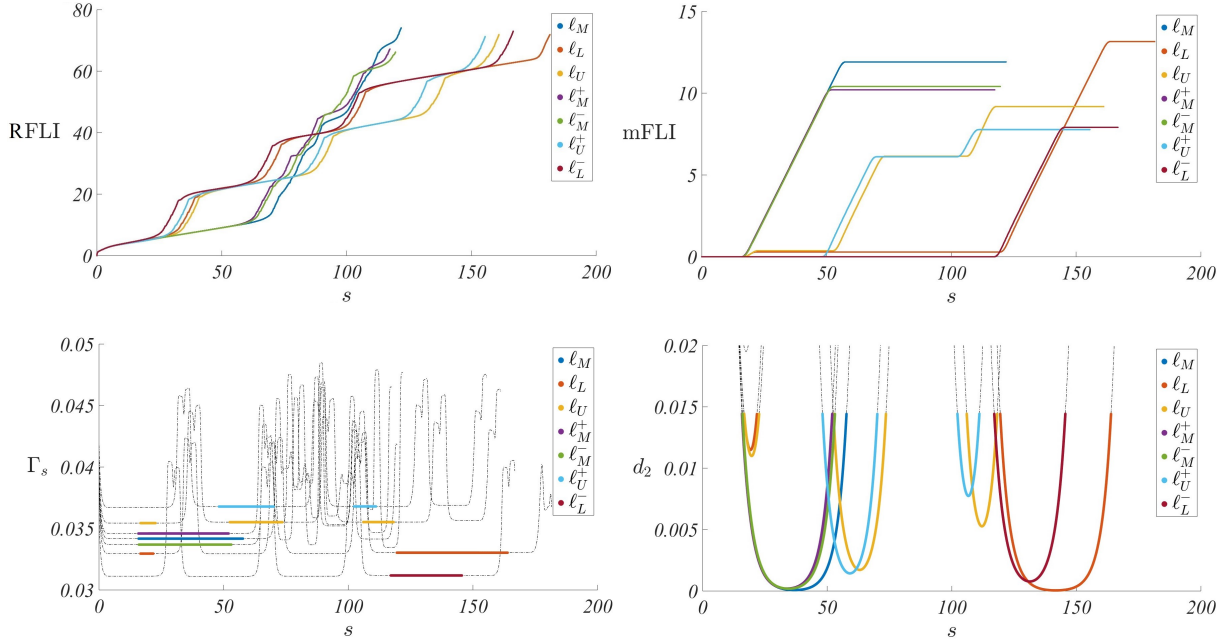 80
60
RFLI
40
20
0
0 50 100 150 200
s
ℓ_M
ℓ_L
ℓ_U
ℓ_M^+
ℓ_M^-
ℓ_U^+
ℓ_L^-
15
10
mFLI
5
0
0 50 100 150 200
s
ℓ_M
ℓ_L
ℓ_U
ℓ_M^+
ℓ_M^-
ℓ_U^+
ℓ_L^-
0.05
0.045
Γ_s 0.04
0.035
0.03
0 50 100 150 200
s
ℓ_M
ℓ_L
ℓ_U
ℓ_M^+
ℓ_M^-
ℓ_U^+
ℓ_L^-
0.02
0.015
d_2 0.01
0.005
0
0 50 100 150 200
s
ℓ_M
ℓ_L
ℓ_U
ℓ_M^+
ℓ_M^-
ℓ_U^+
ℓ_L^-